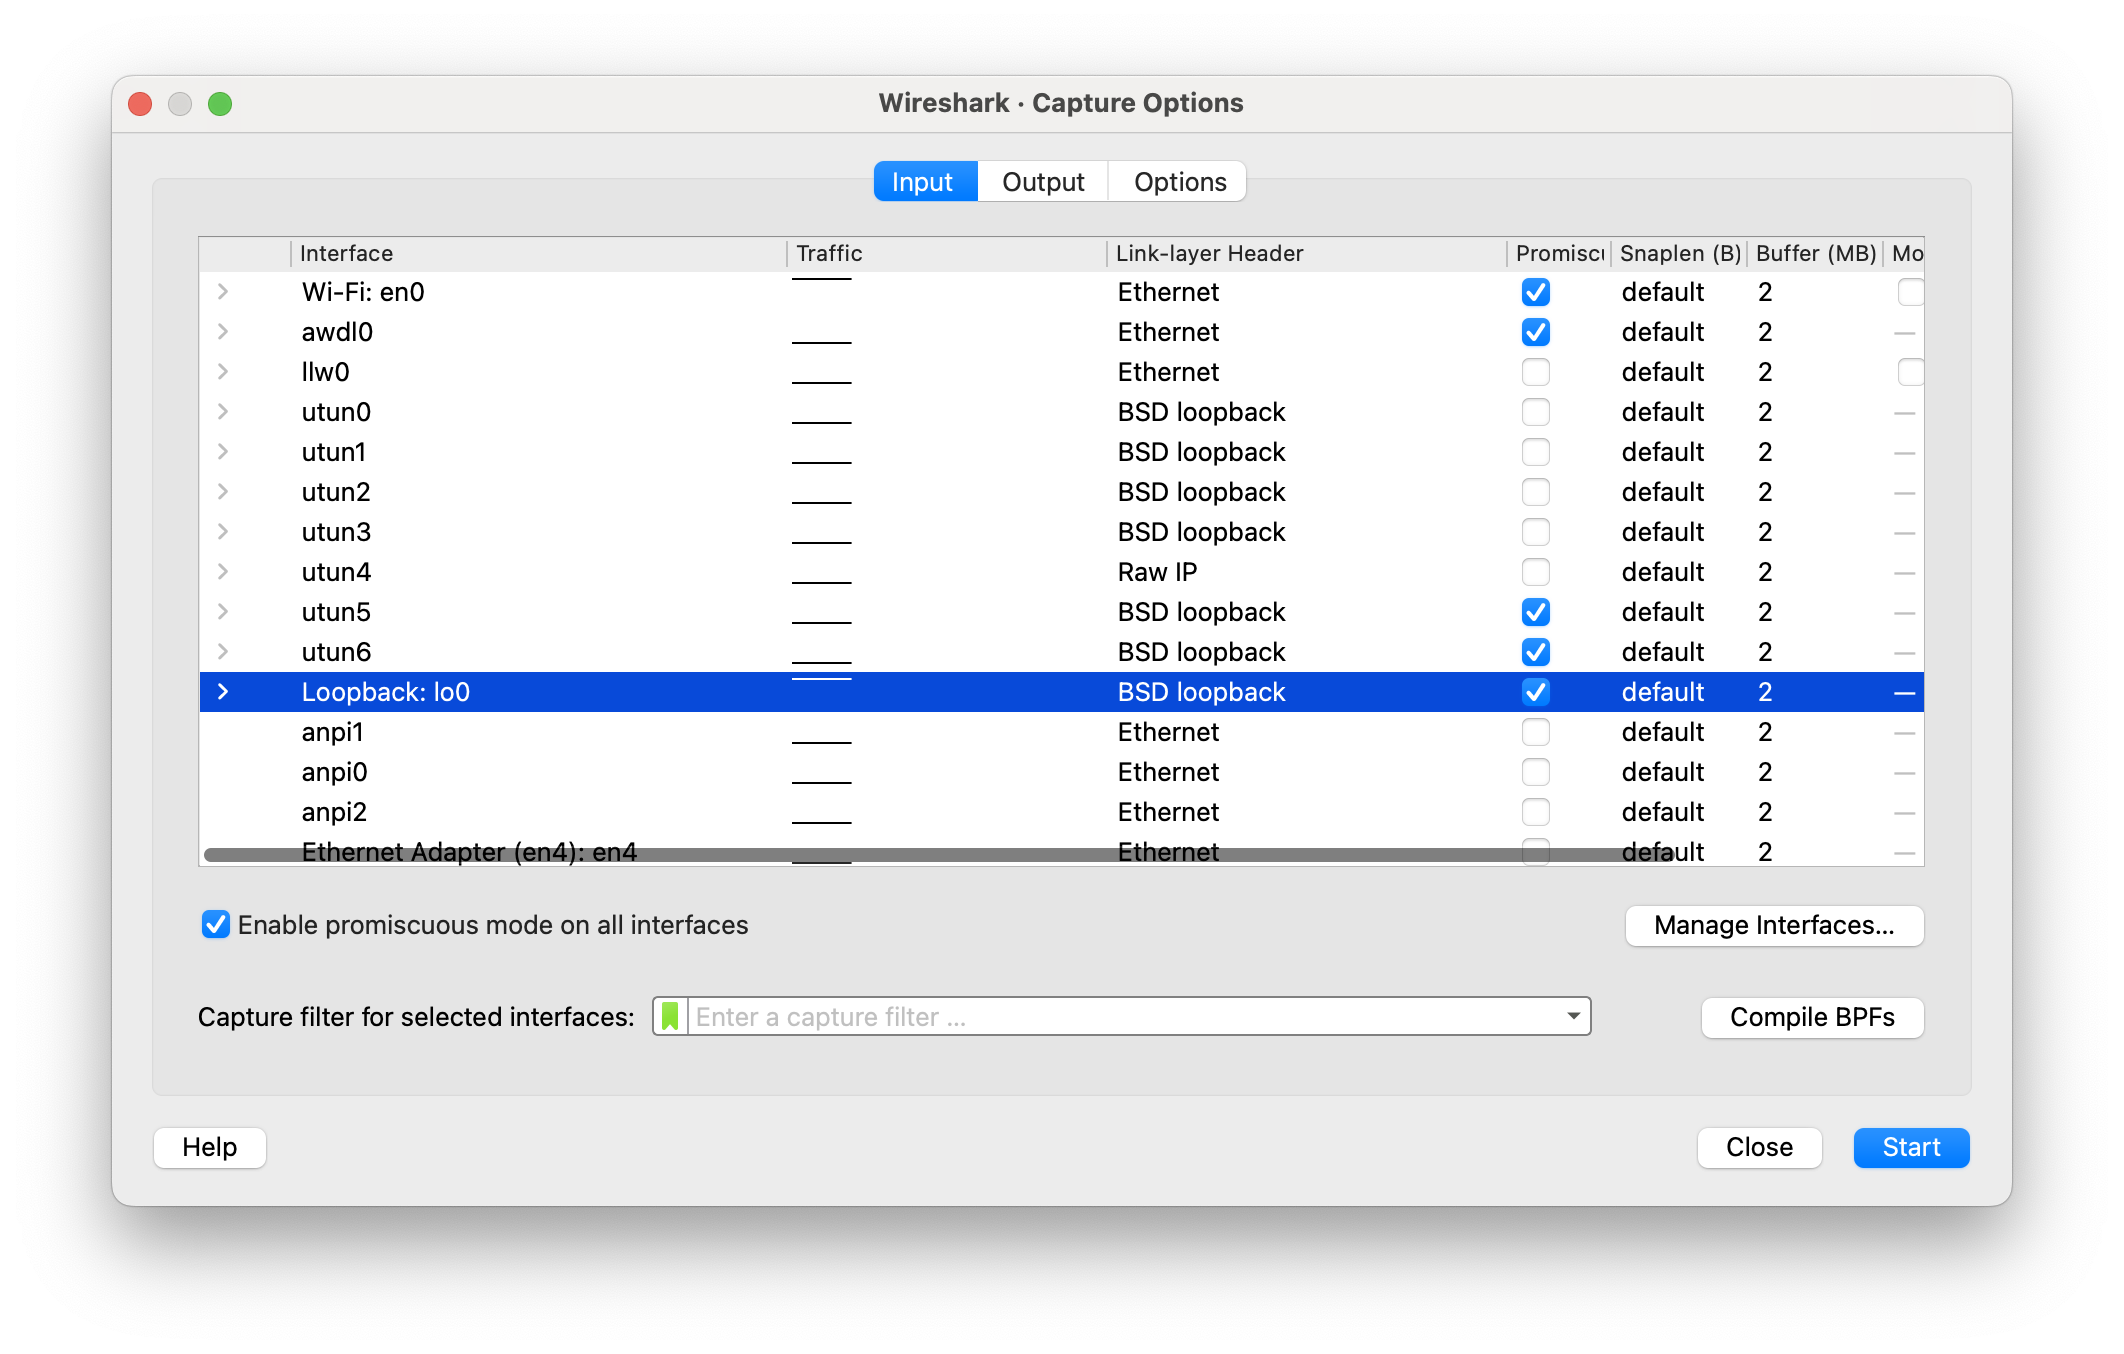 Wireshark · Capture Options
Input Output Options
Interface Traffic Link-layer Header Promiscu Snaplen (B) Buffer (MB) Mo
Wi-Fi: en0 Ethernet default 2
awdl0 Ethernet default 2 —
llw0 Ethernet default 2
utun0 BSD loopback default 2 —
utun1 BSD loopback default 2 —
utun2 BSD loopback default 2 —
utun3 BSD loopback default 2 —
utun4 Raw IP default 2 —
utun5 BSD loopback default 2 —
utun6 BSD loopback default 2 —
Loopback: lo0 BSD loopback default 2 —
anpi1 Ethernet default 2 —
anpi0 Ethernet default 2 —
anpi2 Ethernet default 2 —
Ethernet Adapter (en4): en4 Ethernet default 2 —
Enable promiscuous mode on all interfaces Manage Interfaces...
Capture filter for selected interfaces: Enter a capture filter ... Compile BPFs
Help Close Start